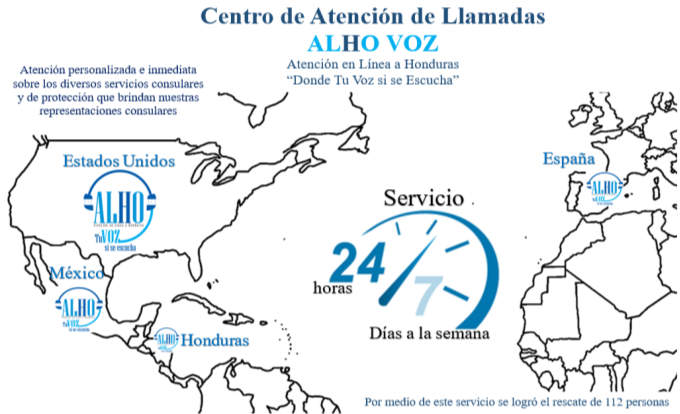 Centro de Atención de Llamadas
ALHO VOZ
Atención en Línea a Honduras
“Donde Tu Voz si se Escucha”
Atención personalizada e inmediata
sobre los diversos servicios consulares
y de protección que brindan nuestras
representaciones consulares
Estados Unidos
ALHO
Tu VOZ
si se escucha
España
ALHO
Servicio
24
horas
7
Días a la semana
México
ALHO
Honduras
ALHO
Por medio de este servicio se logró el rescate de 112 personas